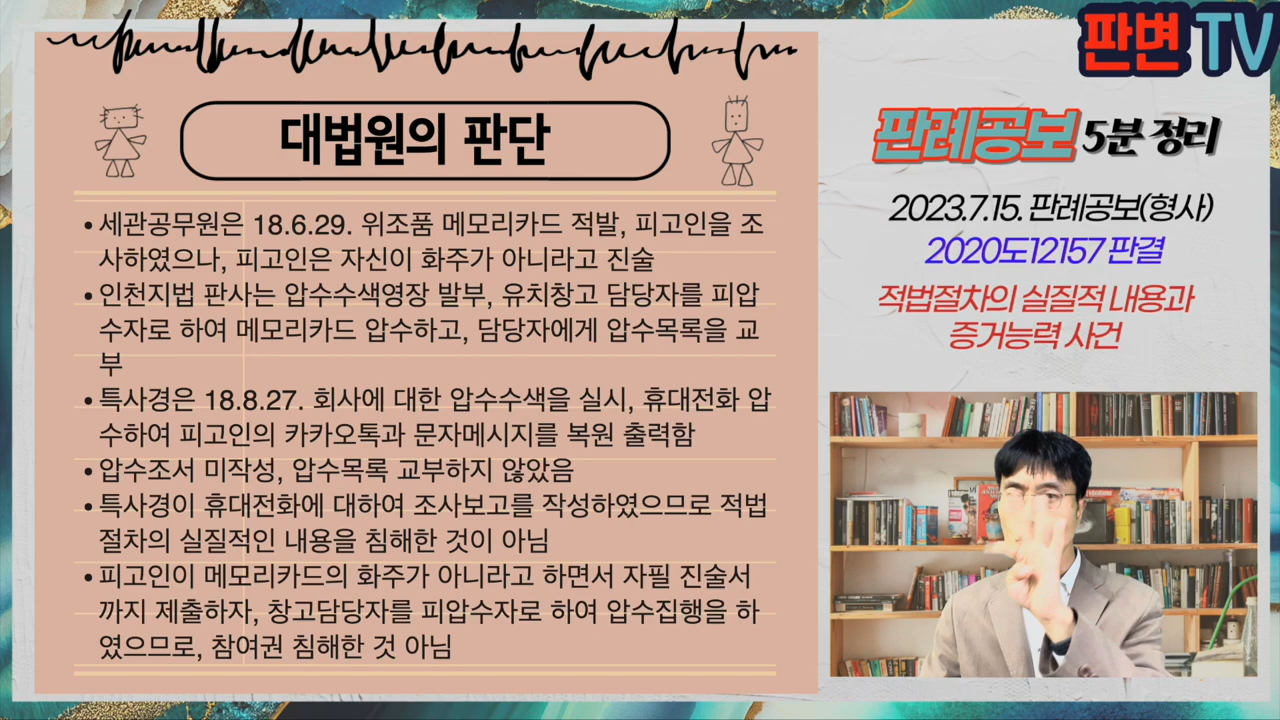 판변 TV
대법원의 판단
• 세관공무원은 18.6.29. 위조품 메모리카드 적발, 피고인을 조
사하였으나, 피고인은 자신이 화주가 아니라고 진술
• 인천지법 판사는 압수수색영장 발부, 유치창고 담당자를 피압
수자로 하여 메모리카드 압수하고, 담당자에게 압수목록을 교
부
• 특사경은 18.8.27. 회사에 대한 압수수색을 실시, 휴대전화 압
수하여 피고인의 카카오톡과 문자메시지를 복원 출력함
• 압수조서 미작성, 압수목록 교부하지 않았음
• 특사경이 휴대전화에 대하여 조사보고를 작성하였으므로 적법
절차의 실질적인 내용을 침해한 것이 아님
• 피고인이 메모리카드의 화주가 아니라고 하면서 자필 진술서
까지 제출하자, 창고담당자를 피압수자로 하여 압수집행을 하
였으므로, 참여권 침해한 것 아님
판례공보 5분 정리
2023.7.15. 판례공보(형사)
2020도12157 판결
적법절차의 실질적 내용과
증거능력 사건